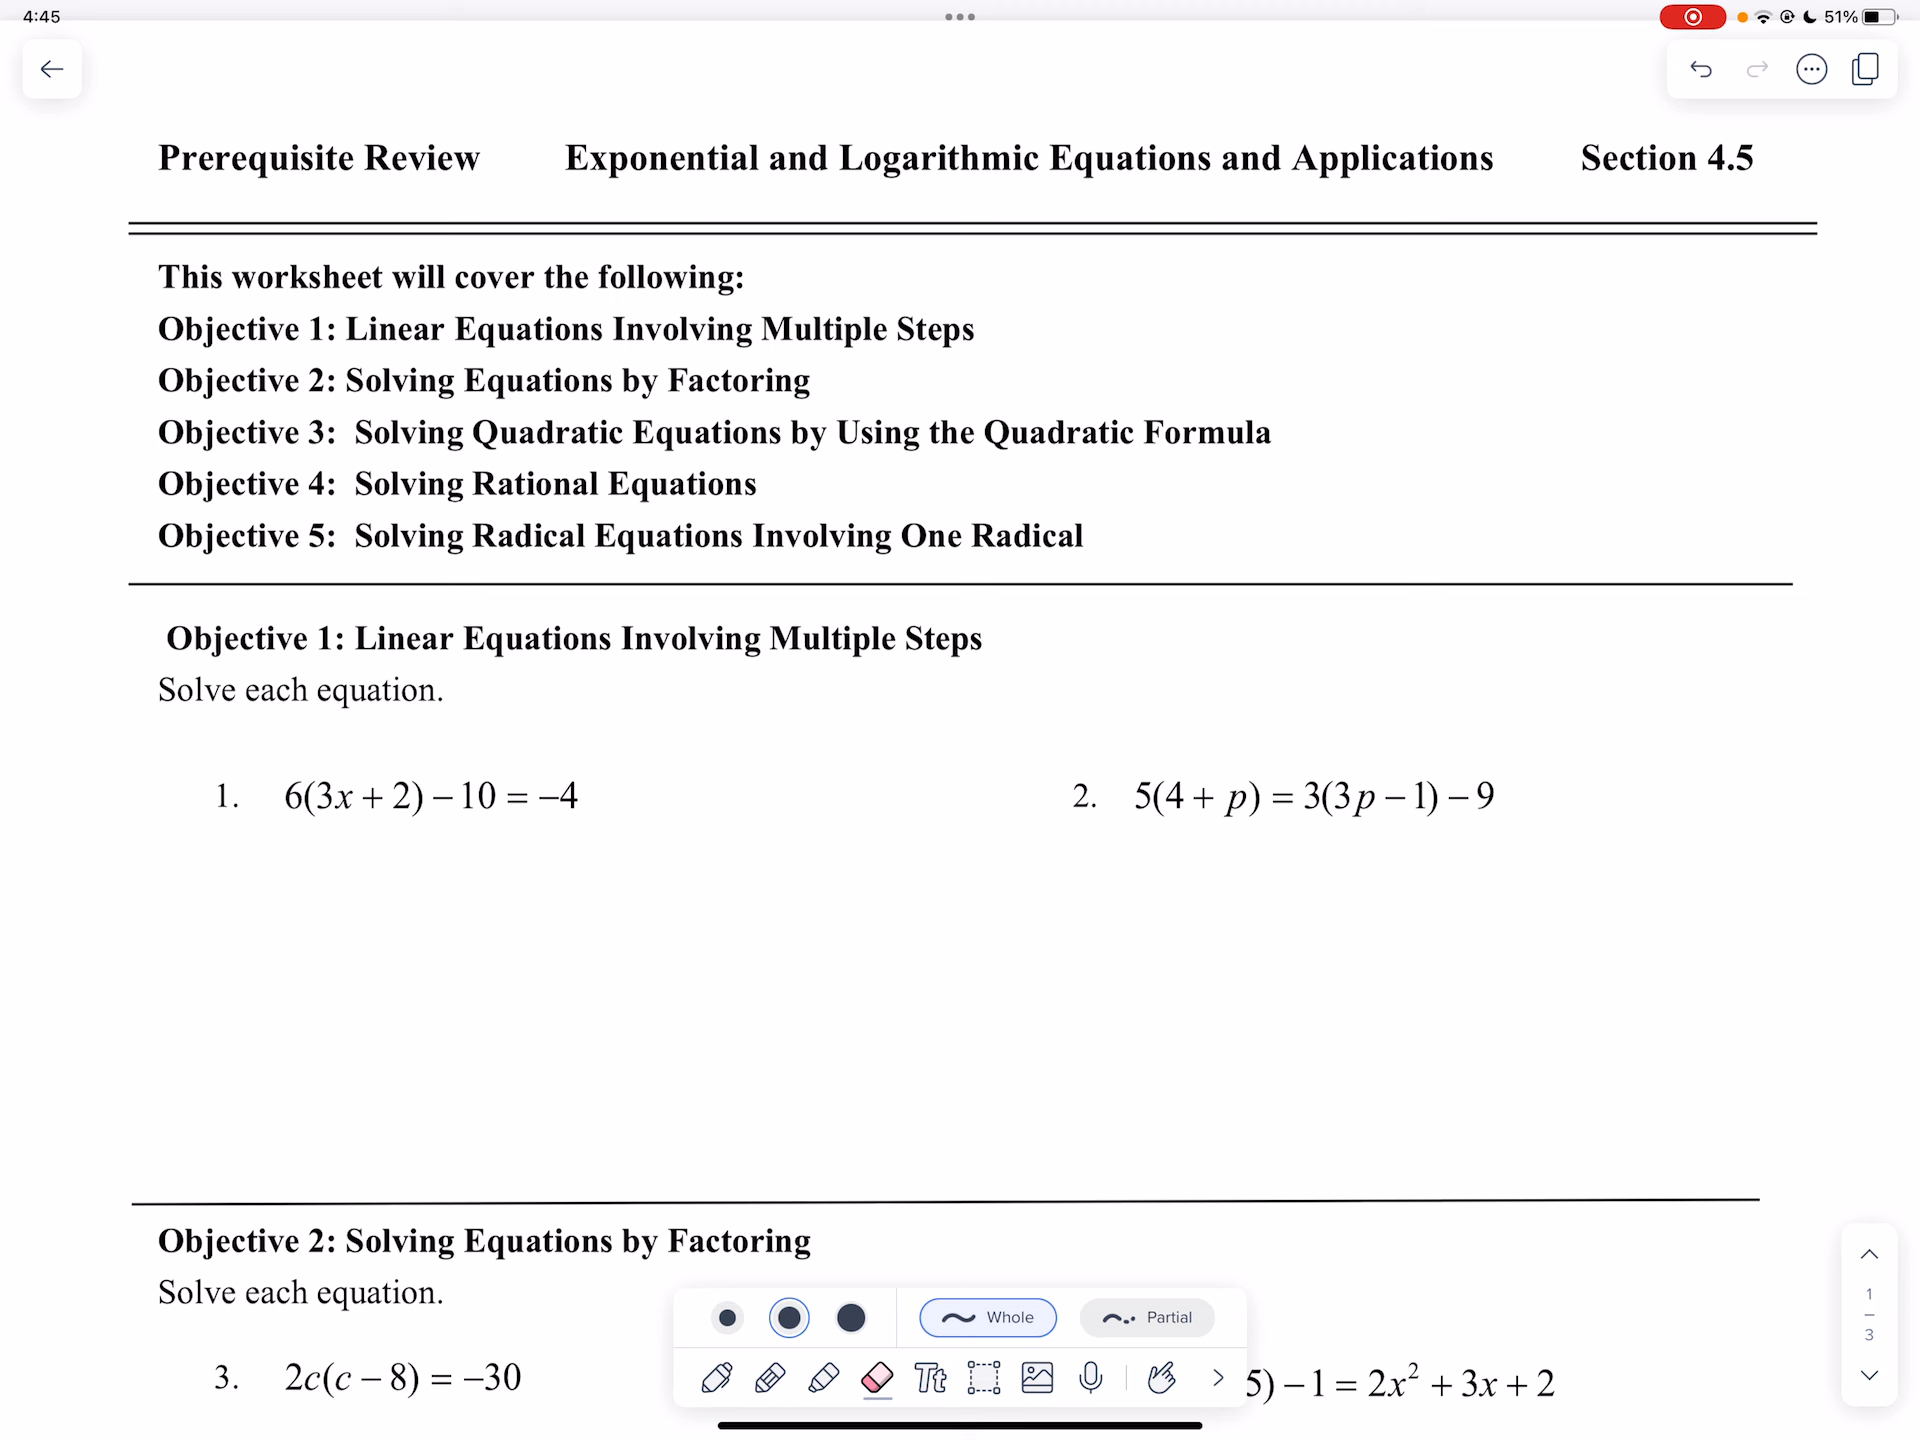 4:45
51%
Prerequisite Review Exponential and Logarithmic Equations and Applications Section 4.5
This worksheet will cover the following:
Objective 1: Linear Equations Involving Multiple Steps
Objective 2: Solving Equations by Factoring
Objective 3: Solving Quadratic Equations by Using the Quadratic Formula
Objective 4: Solving Rational Equations
Objective 5: Solving Radical Equations Involving One Radical
Objective 1: Linear Equations Involving Multiple Steps
Solve each equation.
1. 6(3x + 2) – 10 = –4
2. 5(4 + p) = 3(3p – 1) – 9
Objective 2: Solving Equations by Factoring
Solve each equation.
3. 2c(c – 8) = –30
5) – 1 = 2x² + 3x + 2
Whole
Partial
Tt
1
3